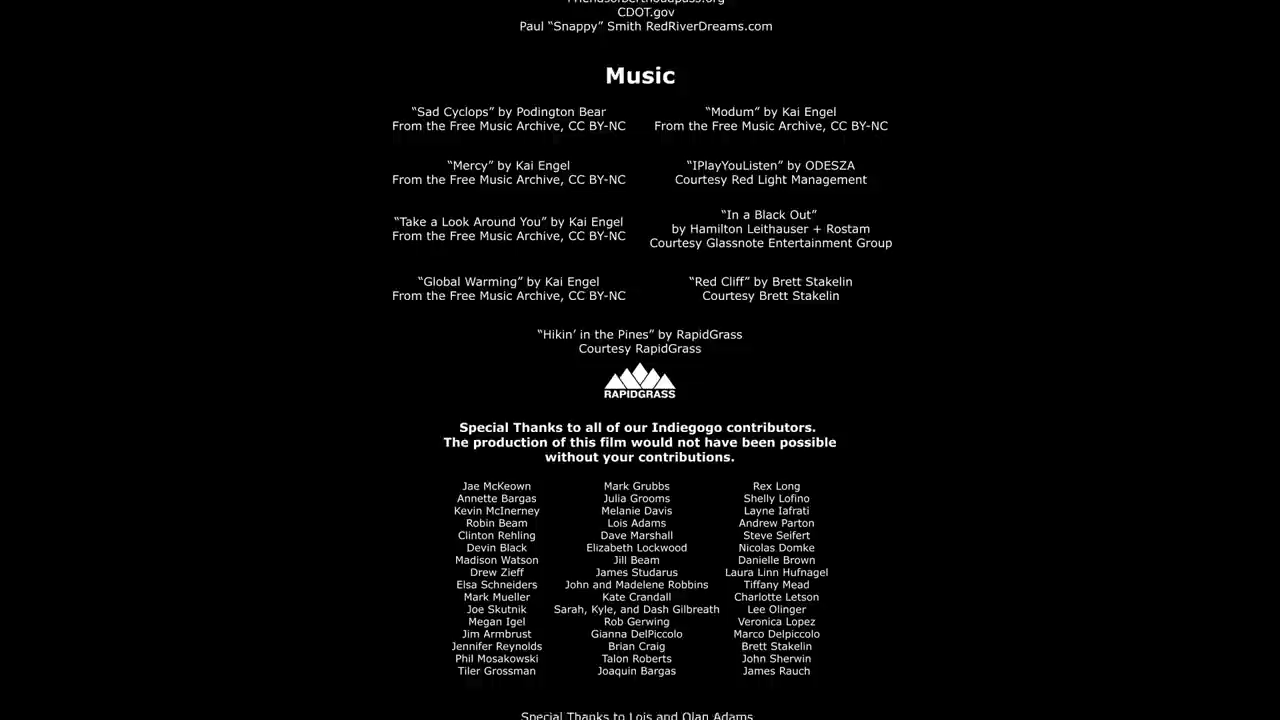 Friendsofberthoudpass.org
CDOT.gov
Paul “Snappy” Smith RedRiverDreams.com
Music
“Sad Cyclops” by Podington Bear
From the Free Music Archive, CC BY-NC
“Modum” by Kai Engel
From the Free Music Archive, CC BY-NC
“Mercy” by Kai Engel
From the Free Music Archive, CC BY-NC
“IPlayYouListen” by ODESZA
Courtesy Red Light Management
“Take a Look Around You” by Kai Engel
From the Free Music Archive, CC BY-NC
“In a Black Out”
by Hamilton Leithauser + Rostam
Courtesy Glassnote Entertainment Group
“Global Warming” by Kai Engel
From the Free Music Archive, CC BY-NC
“Red Cliff” by Brett Stakelin
Courtesy Brett Stakelin
“Hikin’ in the Pines” by RapidGrass
Courtesy RapidGrass
RAPIDGRASS
Special Thanks to all of our Indiegogo contributors.
The production of this film would not have been possible
without your contributions.
Jae McKeown
Annette Bargas
Kevin McInerney
Robin Beam
Clinton Rehling
Devin Black
Madison Watson
Drew Zieff
Elsa Schneiders
Mark Mueller
Joe Skutnik
Megan Igel
Jim Armbrust
Jennifer Reynolds
Phil Mosakowski
Tiler Grossman
Mark Grubbs
Julia Grooms
Melanie Davis
Lois Adams
Dave Marshall
Elizabeth Lockwood
Jill Beam
James Studarus
John and Madelene Robbins
Kate Crandall
Sarah, Kyle, and Dash Gilbreath
Rob Gerwing
Gianna DelPiccolo
Brian Craig
Talon Roberts
Joaquin Bargas
Rex Long
Shelly Lofino
Layne Iafrati
Andrew Parton
Steve Seifert
Nicolas Domke
Danielle Brown
Laura Linn Hufnagel
Tiffany Mead
Charlotte Letson
Lee Olinger
Veronica Lopez
Marco Delpiccolo
Brett Stakelin
John Sherwin
James Rauch
Special Thanks to Lois and Olan Adams